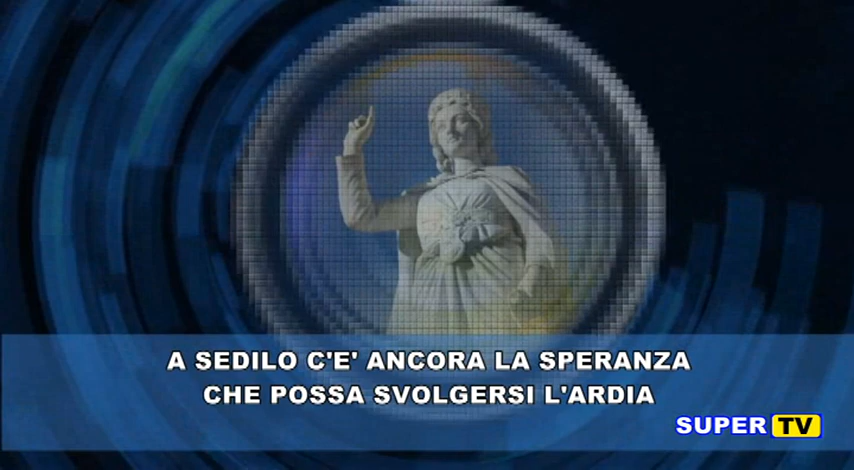 A SEDILO C'E' ANCORA LA SPERANZA
CHE POSSA SVOLGERSI L'ARDIA
SUPER TV